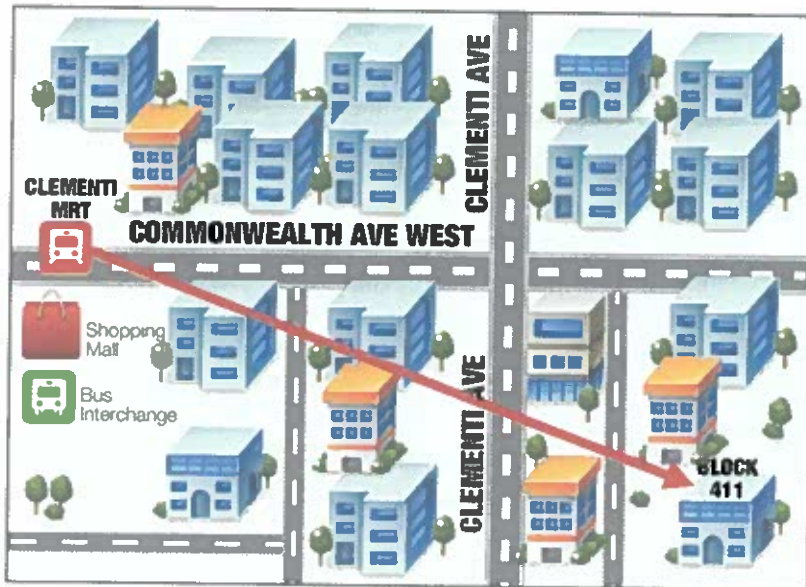 CLEMENTI AVE
CLEMENTI
MRT
COMMONWEALTH AVE WEST
Shopping
Mall
Bus
Interchange
CLEMENTI AVE
BLOCK
411